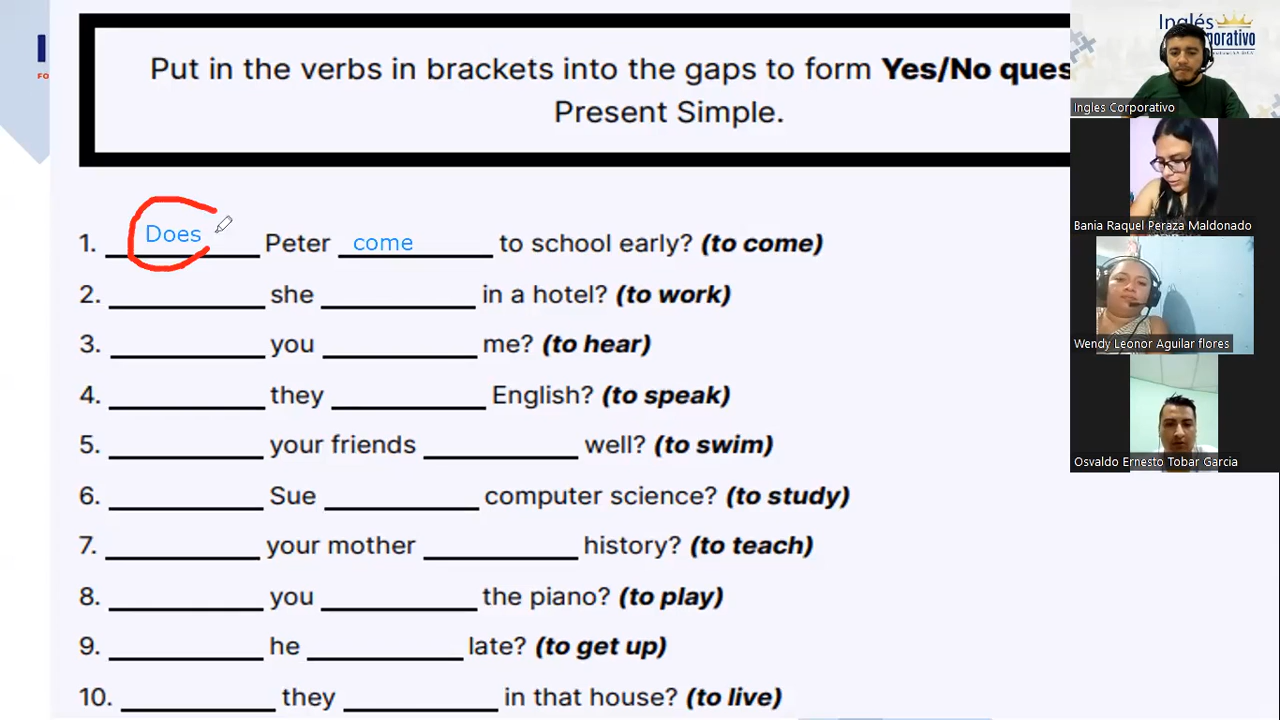 Put in the verbs in brackets into the gaps to form Yes/No ques
Present Simple.
1. Does Peter come to school early? (to come)
2. she in a hotel? (to work)
3. you me? (to hear)
4. they English? (to speak)
5. your friends well? (to swim)
6. Sue computer science? (to study)
7. your mother history? (to teach)
8. you the piano? (to play)
9. he late? (to get up)
10. they in that house? (to live)
I
FO
Inglés
porativo
Ingles Corporativo
Bania Raquel Peraza Maldonado
Wendy Leonor Aguilar flores
Osvaldo Ernesto Tobar Garcia